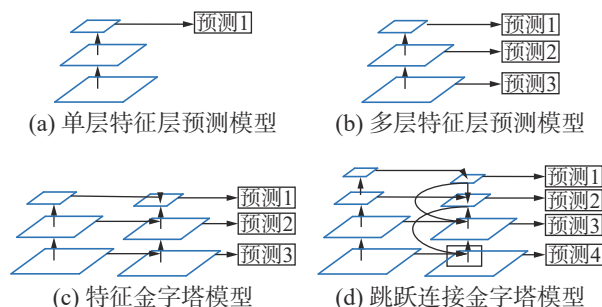 预测1
(a) 单层特征层预测模型
预测1
预测2
预测3
(b) 多层特征层预测模型
预测1
预测2
预测3
(c) 特征金字塔模型
预测1
预测2
预测3
预测4
(d) 跳跃连接金字塔模型